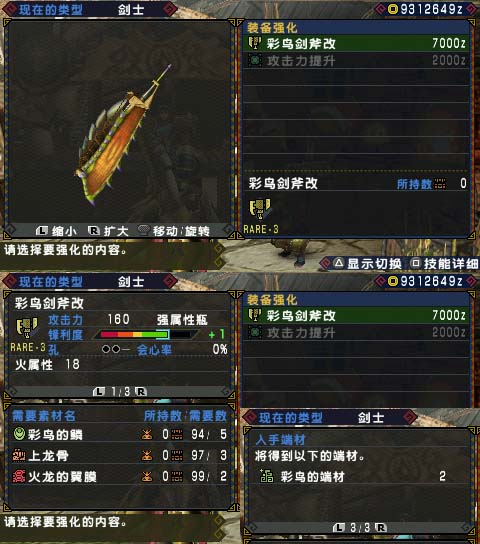 现在的类型 剑士
9312649z
装备强化
彩鸟剑斧改 7000z
攻击力提升 2000z
彩鸟剑斧改 所持数 0
RARE-3
L 缩小 R 扩大 移动/旋转
请选择要强化的内容。
△显示切换 □技能详细
现在的类型 剑士
9312649z
彩鸟剑斧改
攻击力 160 强属性瓶
锋利度 +1
RARE-3
孔 ○○— 会心率 0%
火属性 18
L 1/3 R
装备强化
彩鸟剑斧改 7000z
攻击力提升 2000z
需要素材名 所持数/需要数
彩鸟的鳞 0 94/ 5
上龙骨 0 97/ 3
火龙的翼膜 0 99/ 2
请选择要强化的内容。
现在的类型 剑士
入手端材
将得到以下的端材。
彩鸟的端材 2
L 3/3 R